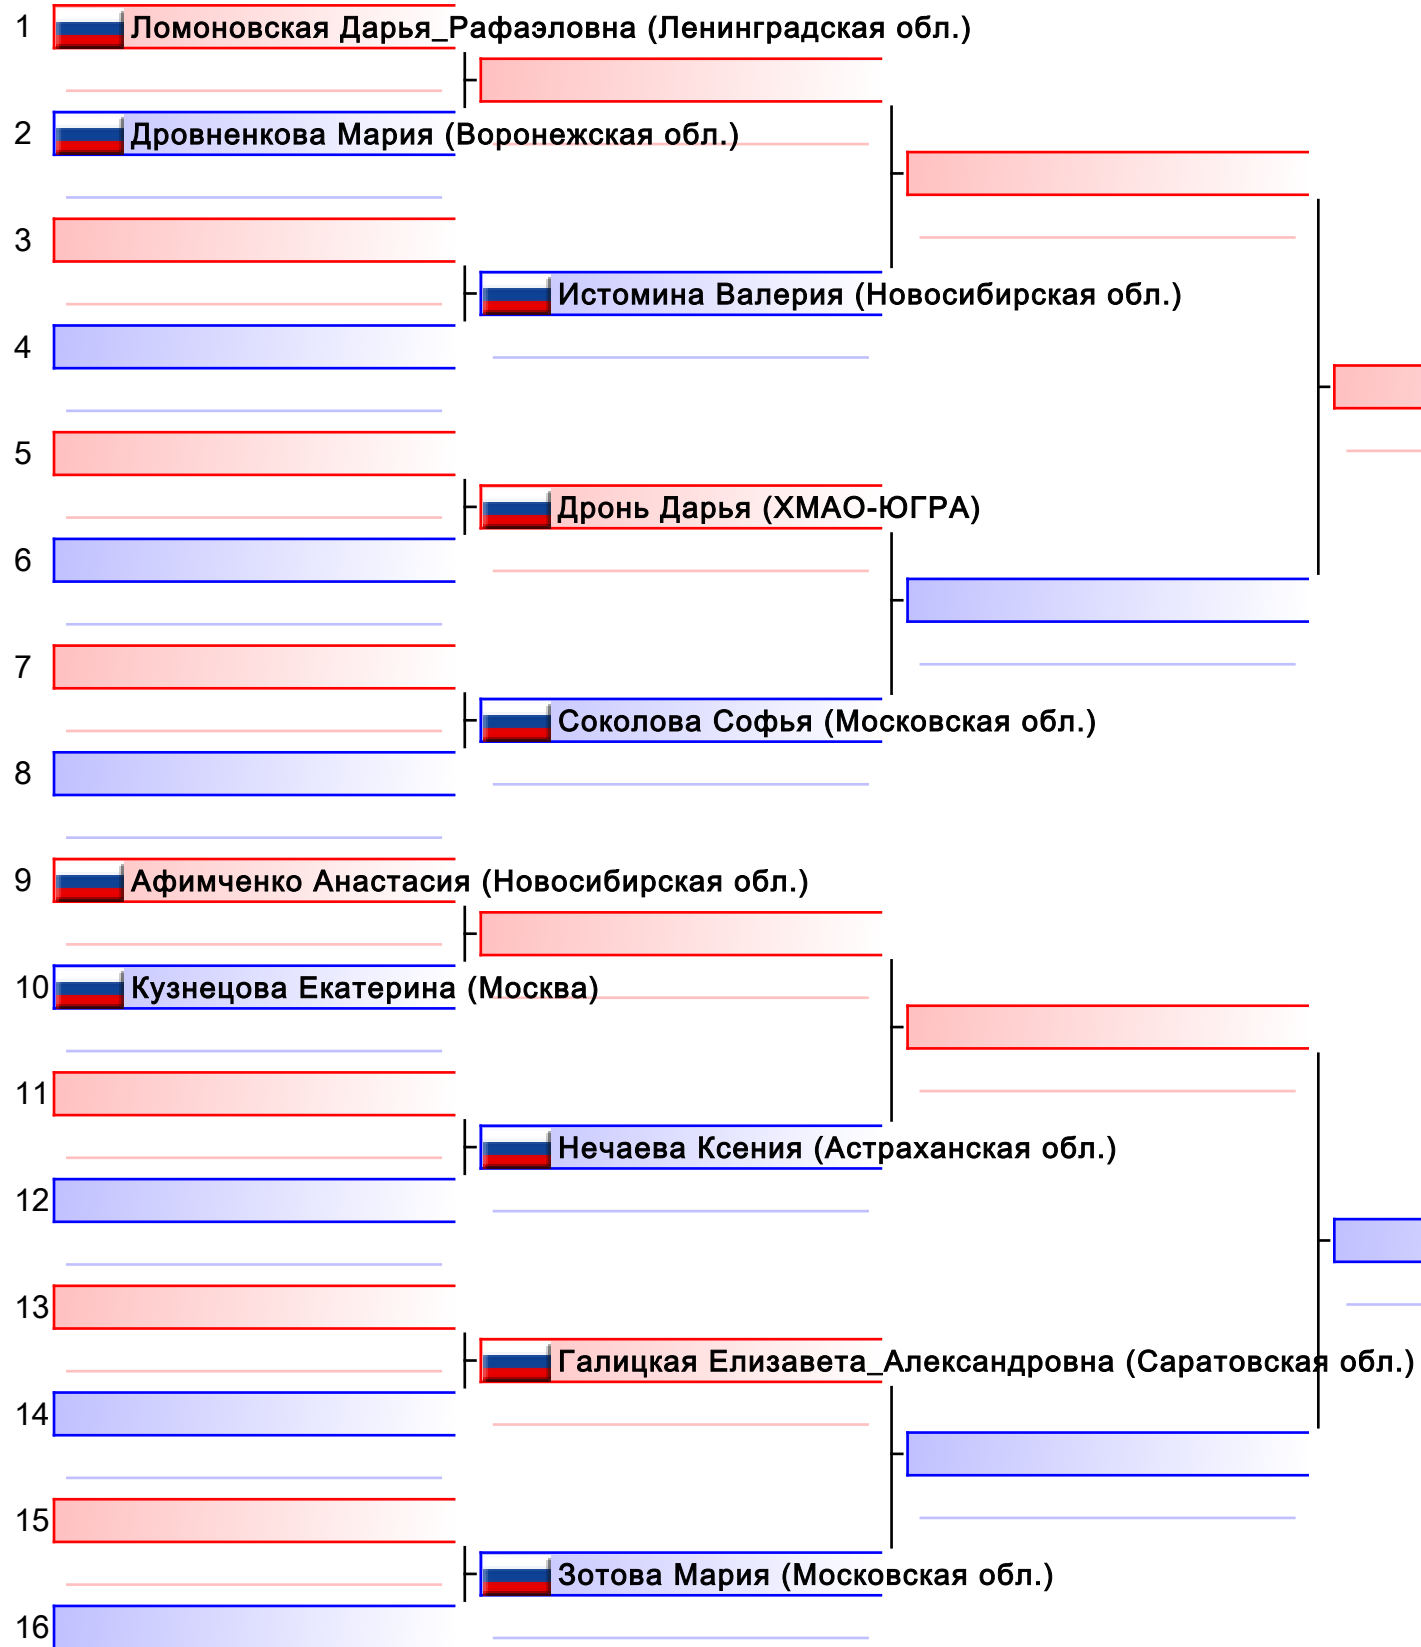 1 Ломоновская Дарья_Рафаэловна (Ленинградская обл.)
2 Дровненкова Мария (Воронежская обл.)
3
Истомина Валерия (Новосибирская обл.)
4
5
Дронь Дарья (ХМАО-ЮГРА)
6
7
Соколова Софья (Московская обл.)
8
9 Афимченко Анастасия (Новосибирская обл.)
10 Кузнецова Екатерина (Москва)
11
Нечаева Ксения (Астраханская обл.)
12
13
Галицкая Елизавета_Александровна (Саратовская обл.)
14
15
Зотова Мария (Московская обл.)
16